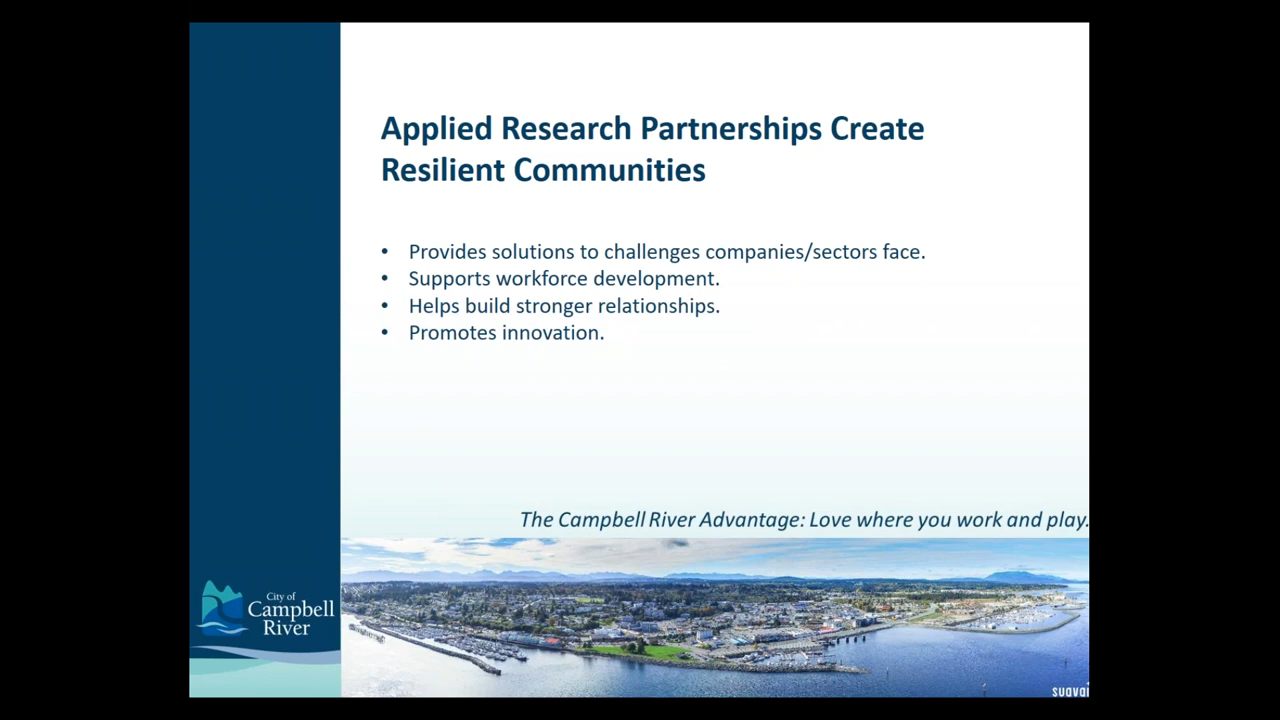 Applied Research Partnerships Create
Resilient Communities
• Provides solutions to challenges companies/sectors face.
• Supports workforce development.
• Helps build stronger relationships.
• Promotes innovation.
The Campbell River Advantage: Love where you work and play.
City of
Campbell
River